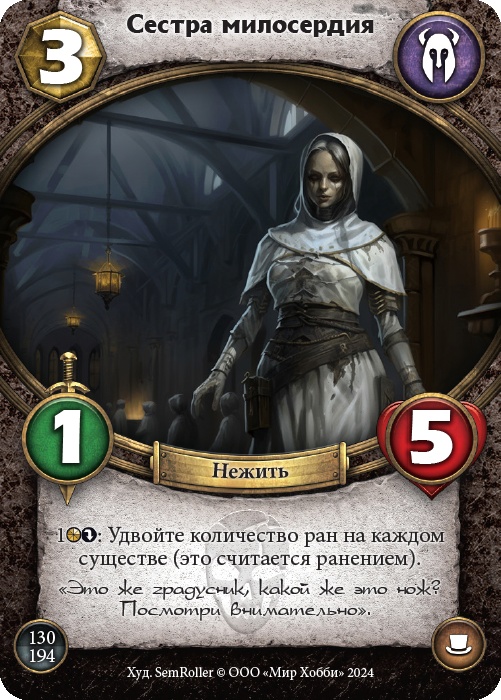 3
Сестра милосердия
1
5
Нежить
1: Удвойте количество ран на каждом
существе (это считается ранением).
«Это же градусник, какой же это нож?
Посмотри внимательно».
130
194
Худ. SemRoller © ООО «Мир Хобби» 2024